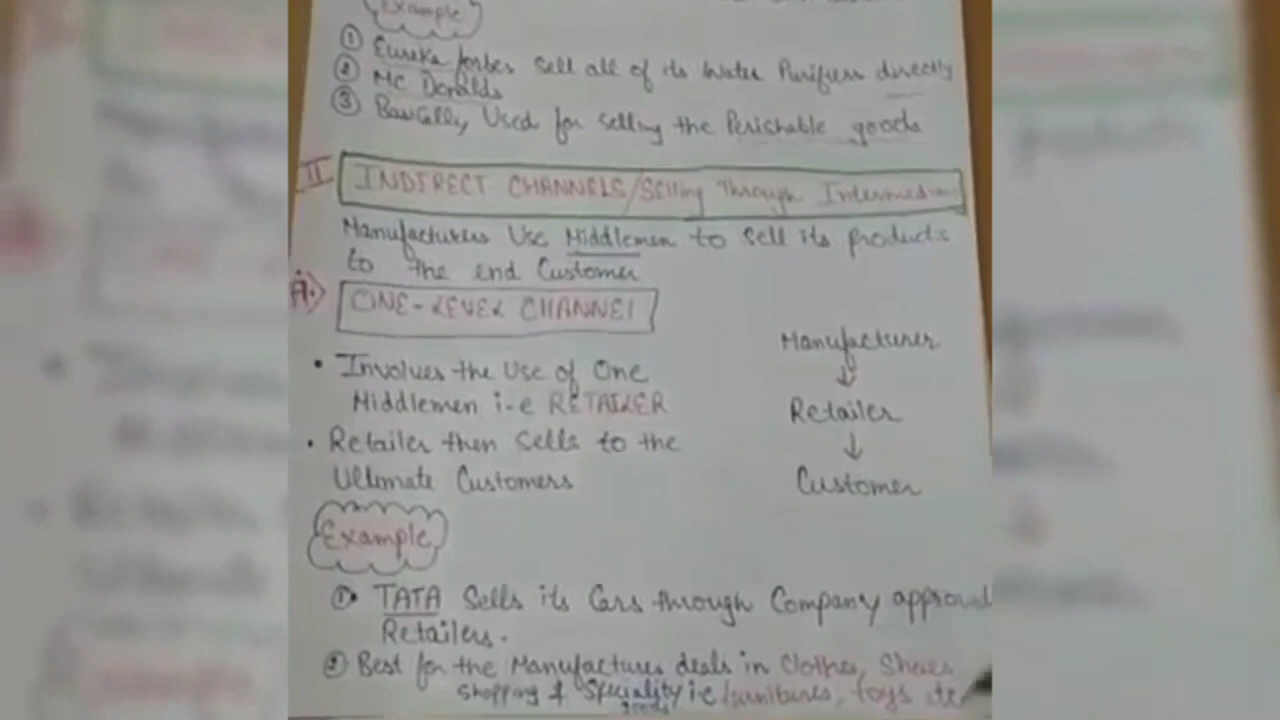 Example
① Eureka forbes Sell all of its Water Purifiers directly
② Mc Donalds
③ Basically, Used for selling the Perishable goods
II INDIRECT CHANNELS/Selling Through Intermediary
Manufacturers Use Middlemen to Sell its products
to the end Customer
A. ONE-LEVEL CHANNEL
• Involves the Use of One
Middlemen i-e RETAILER
• Retailer then Sells to the
Ultimate Customers
Manufacturer
↓
Retailer
↓
Customer
Example
① TATA Sells its Cars through Company approved
Retailers.
② Best for the Manufactures deals in Clothes, Shoes
Shopping & Speciality i.e furnitures, toys etc
goods